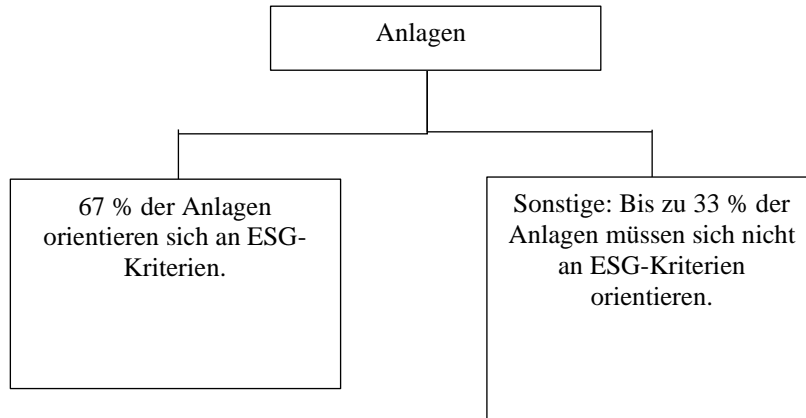 Anlagen
67 % der Anlagen
orientieren sich an ESG-
Kriterien.
Sonstige: Bis zu 33 % der
Anlagen müssen sich nicht
an ESG-Kriterien
orientieren.